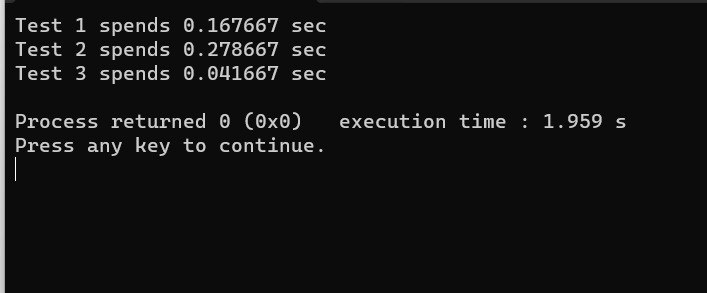 Test 1 spends 0.167667 sec
Test 2 spends 0.278667 sec
Test 3 spends 0.041667 sec
Process returned 0 (0x0)   execution time : 1.959 s
Press any key to continue.